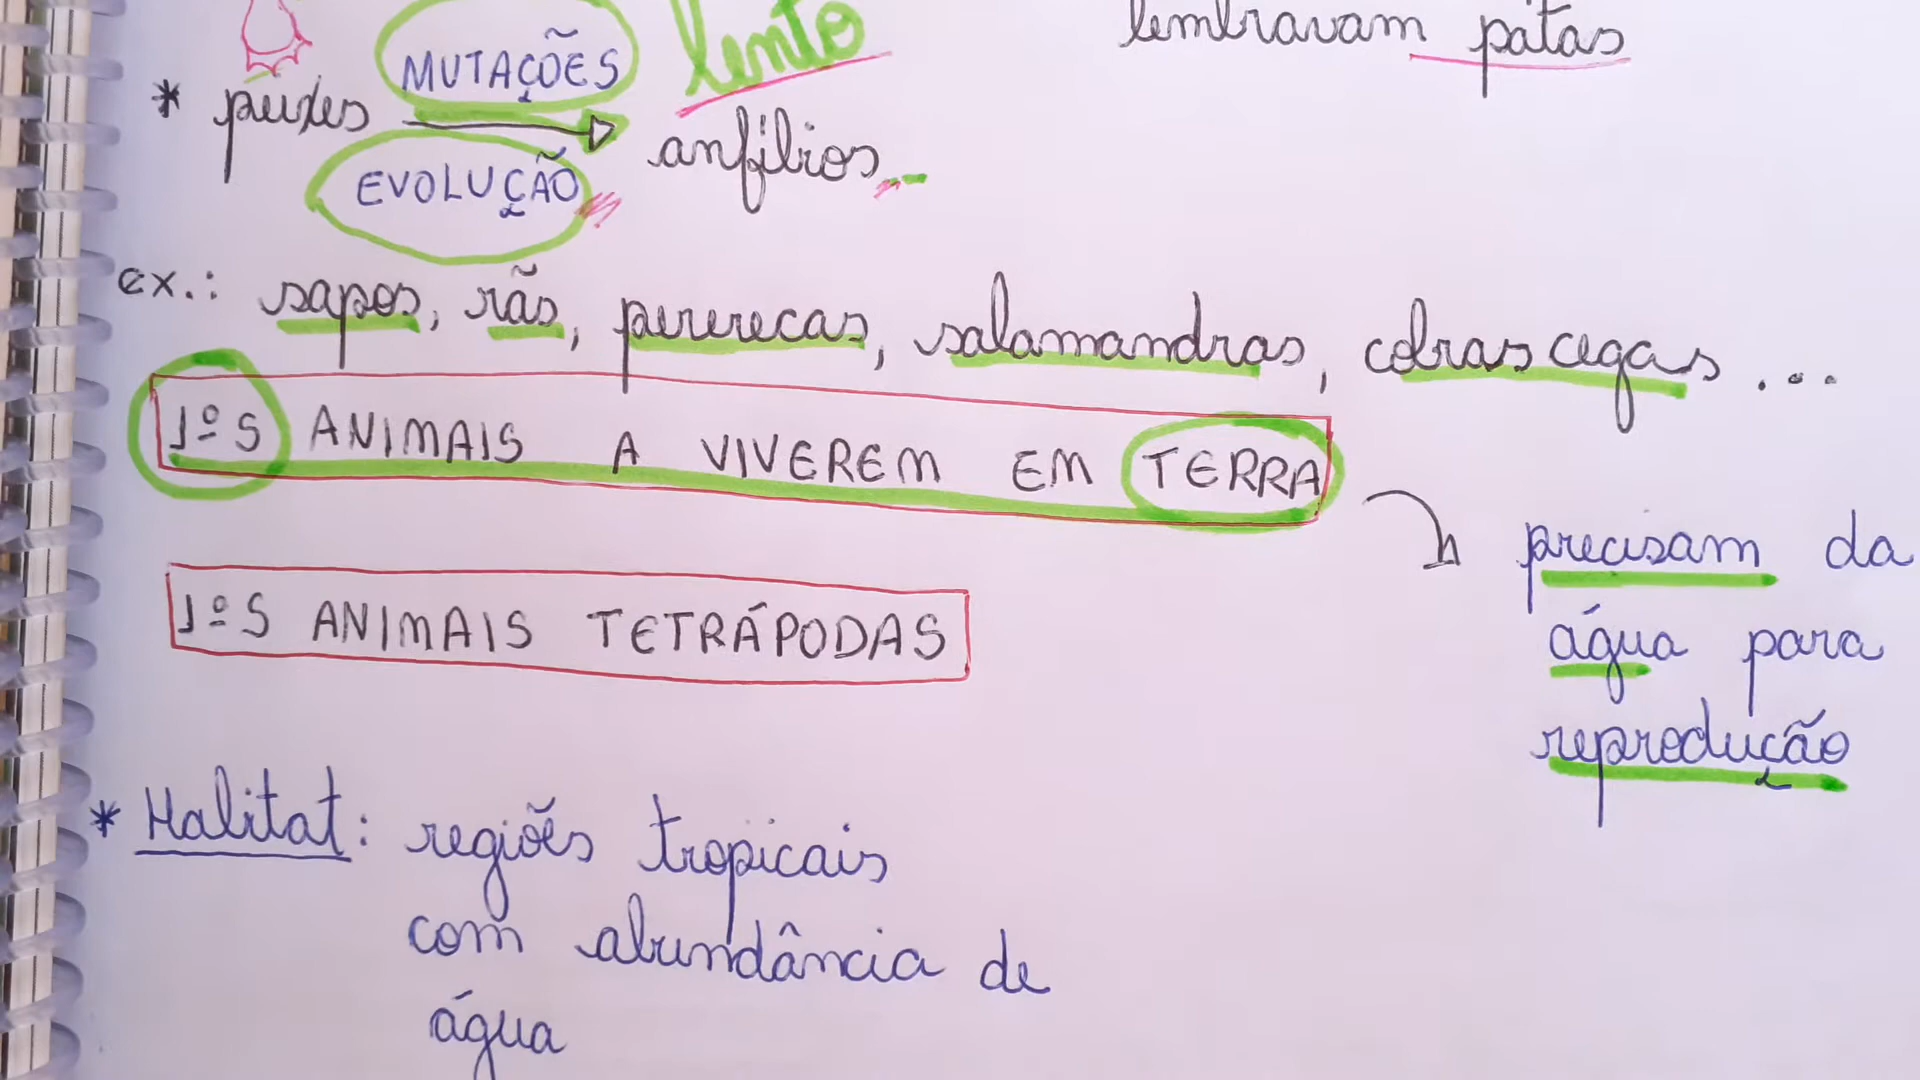 lembravam patas
MUTAÇÕES lento
* peixes anfíbios
EVOLUÇÃO
ex.: sapos, rãs, pererecas, salamandras, cobras cegas ...
1ºS ANIMAIS A VIVEREM EM TERRA
precisam da
água para
reprodução
1ºS ANIMAIS TETRÁPODAS
* Habitat: regiões tropicais
com abundância de
água